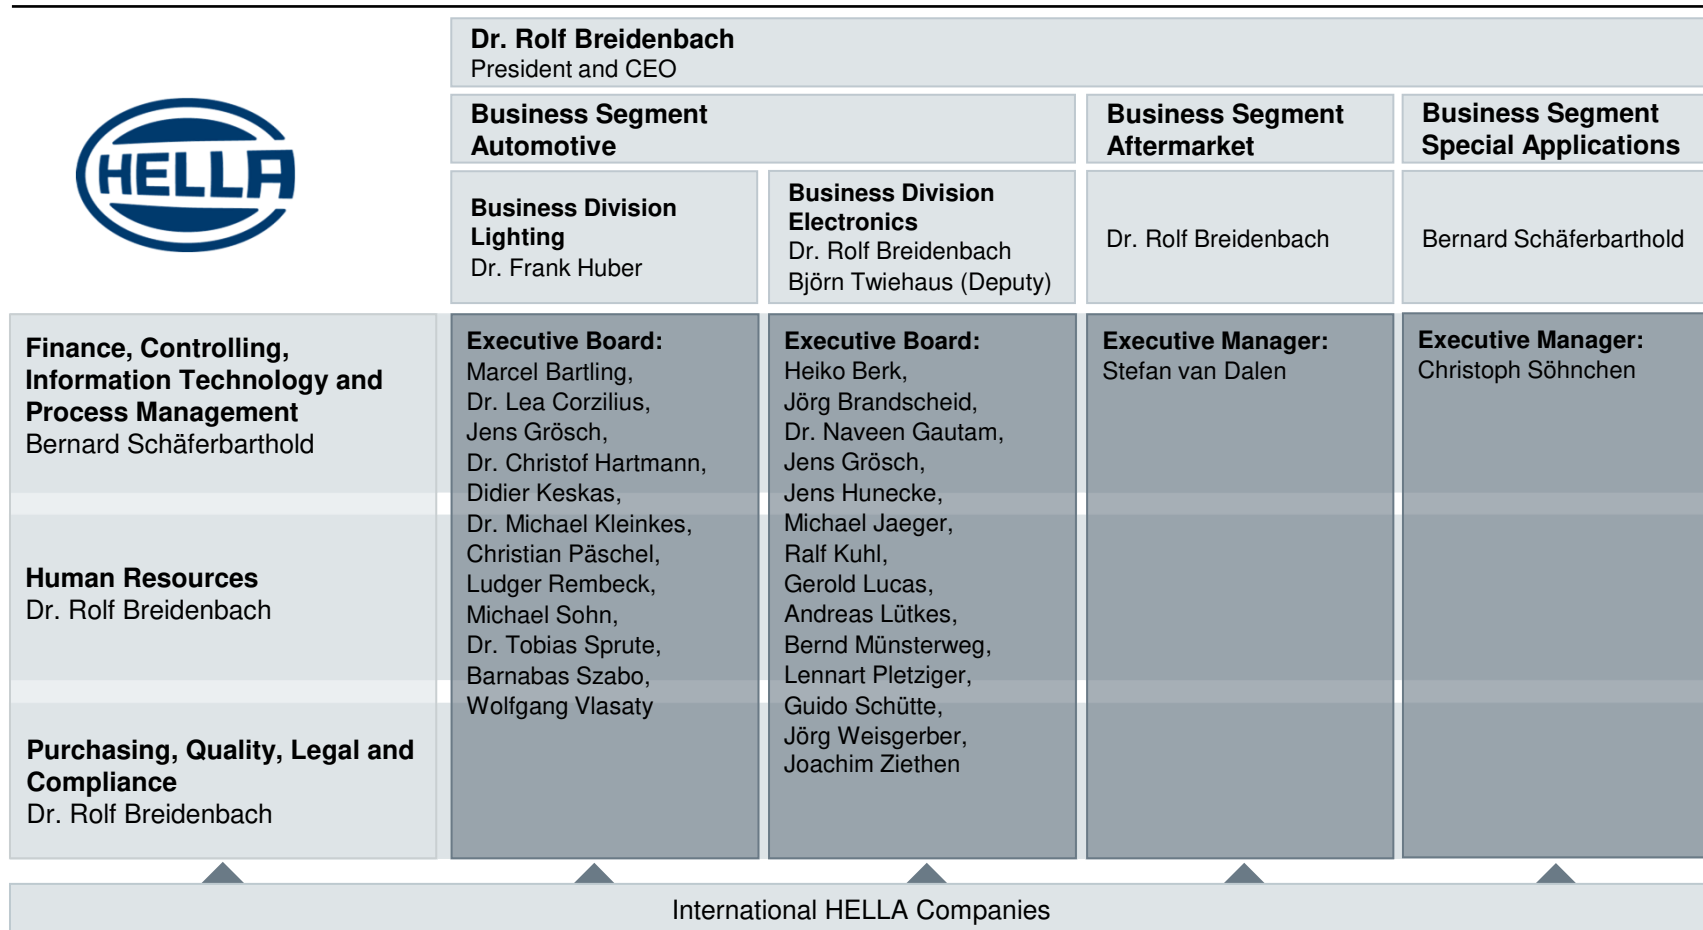 Dr. Rolf Breidenbach
President and CEO
HELLA
Business Segment
Automotive
Business Segment
Aftermarket
Business Segment
Special Applications
Business Division
Lighting
Dr. Frank Huber
Business Division
Electronics
Dr. Rolf Breidenbach
Björn Twiehaus (Deputy)
Dr. Rolf Breidenbach
Bernard Schäferbarthold
Finance, Controlling,
Information Technology and
Process Management
Bernard Schäferbarthold
Human Resources
Dr. Rolf Breidenbach
Purchasing, Quality, Legal and
Compliance
Dr. Rolf Breidenbach
Executive Board:
Marcel Bartling,
Dr. Lea Corzilius,
Jens Grösch,
Dr. Christof Hartmann,
Didier Keskas,
Dr. Michael Kleinkes,
Christian Päschel,
Ludger Rembeck,
Michael Sohn,
Dr. Tobias Sprute,
Barnabas Szabo,
Wolfgang Vlasaty
Executive Board:
Heiko Berk,
Jörg Brandscheid,
Dr. Naveen Gautam,
Jens Grösch,
Jens Hunecke,
Michael Jaeger,
Ralf Kuhl,
Gerold Lucas,
Andreas Lütkes,
Bernd Münsterweg,
Lennart Pletziger,
Guido Schütte,
Jörg Weisgerber,
Joachim Ziethen
Executive Manager:
Stefan van Dalen
Executive Manager:
Christoph Söhnchen
International HELLA Companies